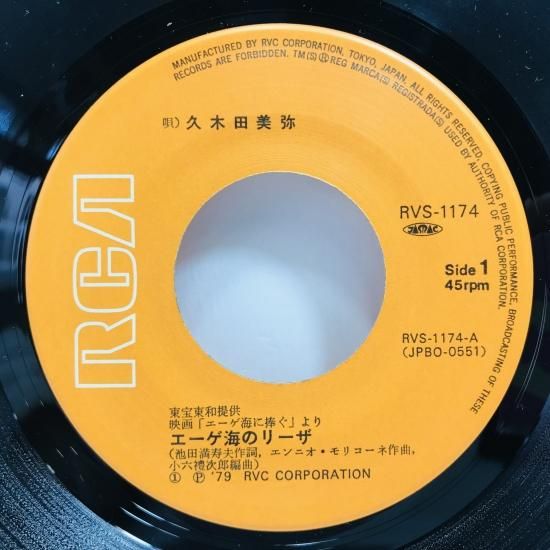 MANUFACTURED BY RVC CORPORATION, TOKYO, JAPAN. ALL RIGHTS RESERVED. COPYING PUBLIC PERFORMANCE, BROADCASTING OF THESE
RECORDS ARE FORBIDDEN. TM(S)®REG MARCA(S) REGISTRADA(S) USED BY AUTHORITY OF RCA CORPORATION.
唄) 久木田美弥
RCA
RVS-1174
JASRAC
Side 1
45rpm
RVS-1174-A
(JPBO-0551)
東宝東和提供
映画「エーゲ海に捧ぐ」より
エーゲ海のリーザ
(池田満寿夫作詞, エンニオ・モリコーネ作曲,
小六禮次郎編曲)
① Ⓟ '79 RVC CORPORATION